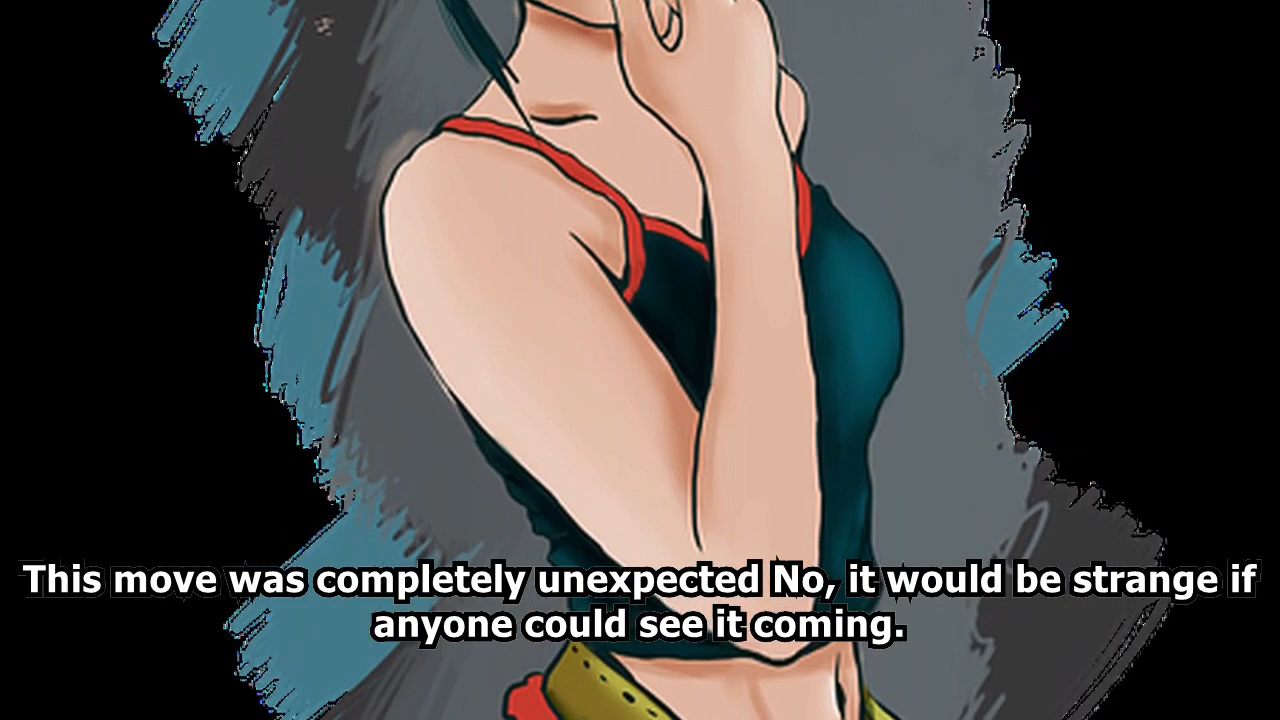 This move was completely unexpected No, it would be strange if
anyone could see it coming.